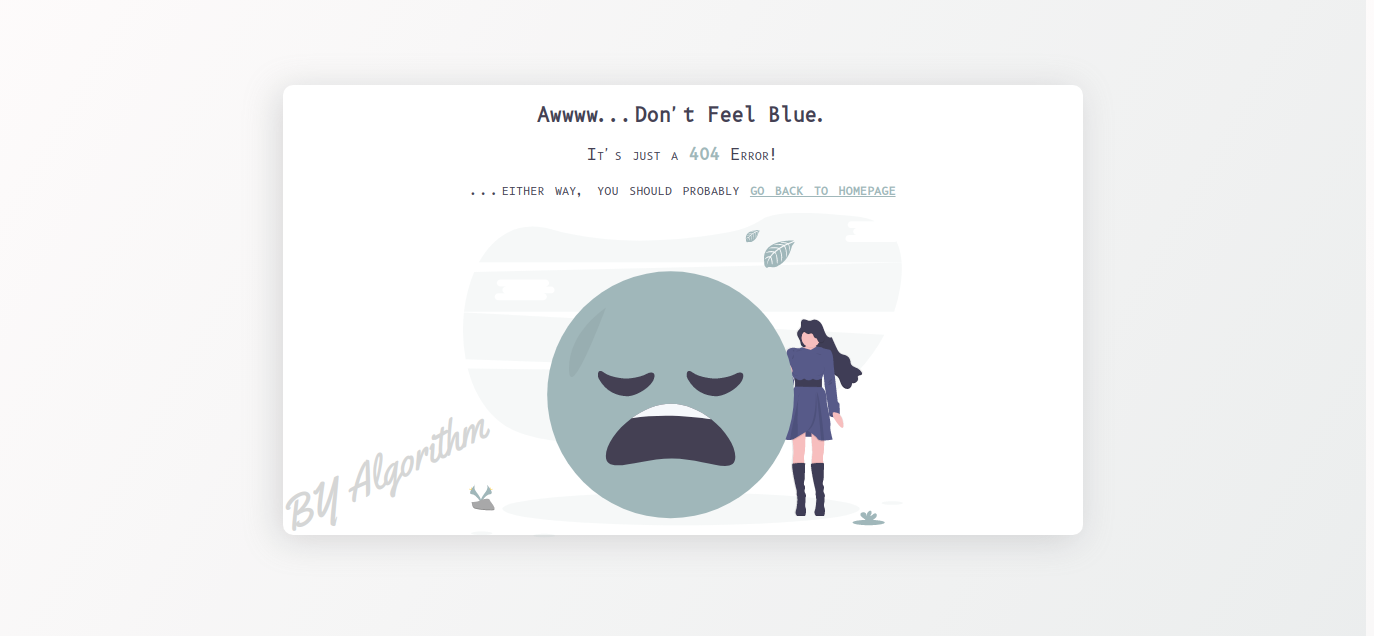 Awwww...Don't Feel Blue.
It's just a 404 Error!
...either way, you should probably GO BACK TO HOMEPAGE
BY Algorithm